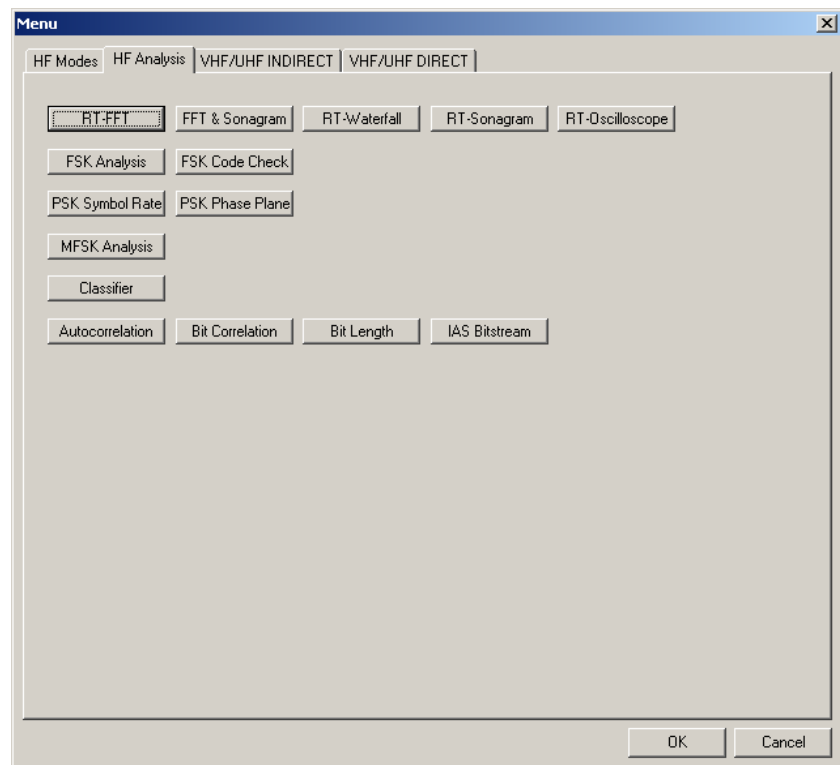 Menu
HF Modes HF Analysis VHF/UHF INDIRECT VHF/UHF DIRECT
RT-FFT FFT & Sonagram RT-Waterfall RT-Sonagram RT-Oscilloscope
FSK Analysis FSK Code Check
PSK Symbol Rate PSK Phase Plane
MFSK Analysis
Classifier
Autocorrelation Bit Correlation Bit Length IAS Bitstream
OK Cancel